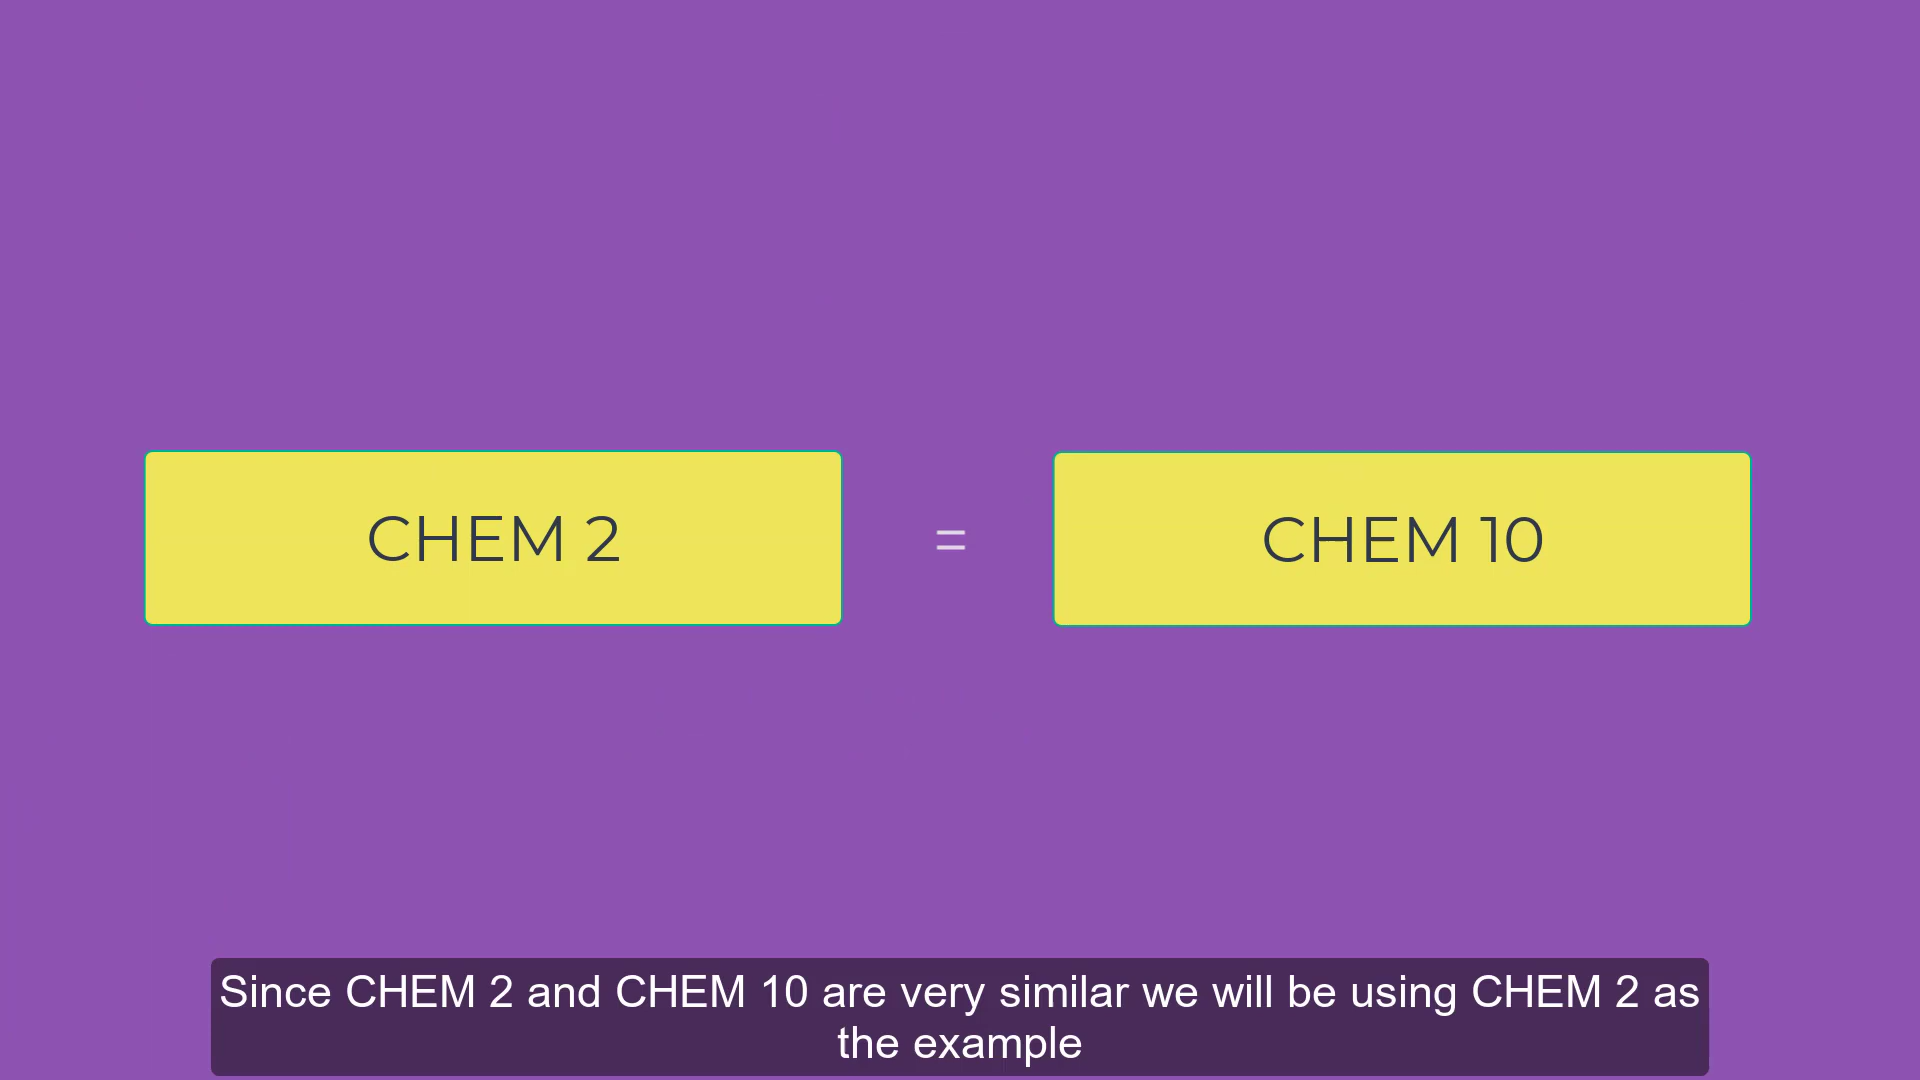 CHEM 2 = CHEM 10
Since CHEM 2 and CHEM 10 are very similar we will be using CHEM 2 as
the example